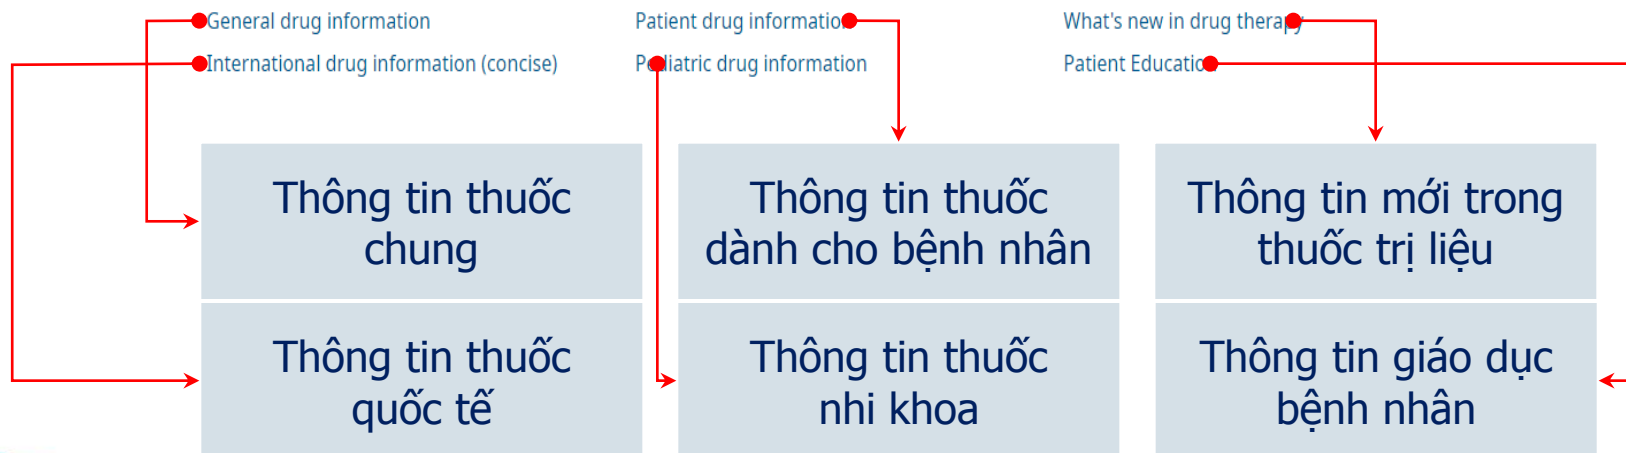 General drug information
Patient drug information
What's new in drug therapy
International drug information (concise)
Pediatric drug information
Patient Education
Thông tin thuốc
chung
Thông tin thuốc
dành cho bệnh nhân
Thông tin mới trong
thuốc trị liệu
Thông tin thuốc
quốc tế
Thông tin thuốc
nhi khoa
Thông tin giáo dục
bệnh nhân